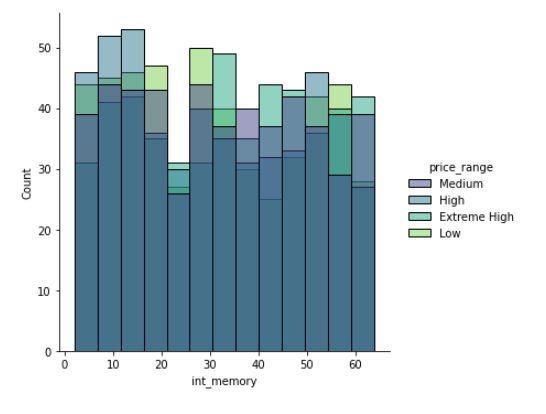 50
40
30
20
10
0
Count
0 10 20 30 40 50 60
int_memory
price_range
Medium
High
Extreme High
Low